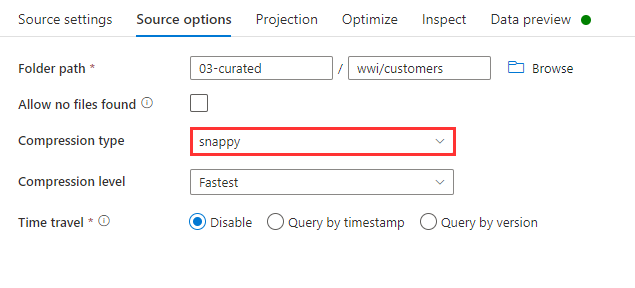 Source settings Source options Projection Optimize Inspect Data preview
Folder path * 03-curated / wwi/customers Browse
Allow no files found
Compression type snappy
Compression level Fastest
Time travel * Disable Query by timestamp Query by version